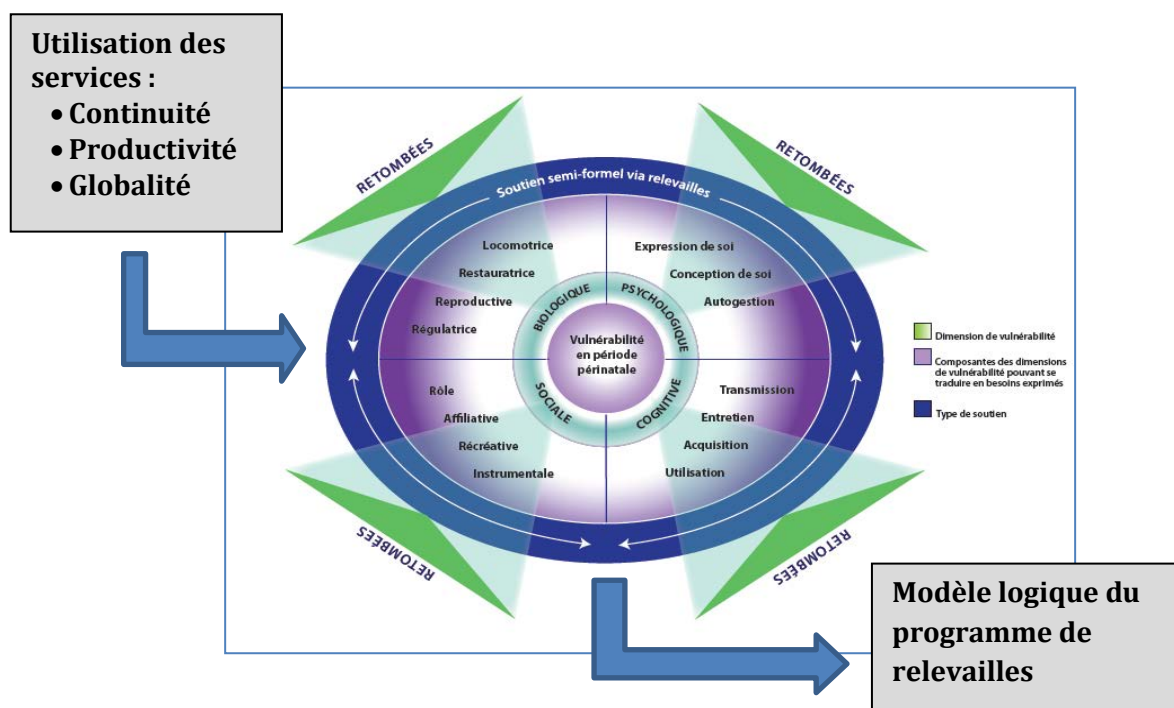 Utilisation des
services :
• Continuité
• Productivité
• Globalité
RETOMBÉES
RETOMBÉES
Soutien semi-formel via relevailles
Locomotrice
Restauratrice
Reproductive
Régulatrice
Expression de soi
Conception de soi
Autogestion
BIOLOGIQUE
PSYCHOLOGIQUE
Vulnérabilité
en période
périnatale
SOCIALE
COGNITIVE
Rôle
Affiliative
Récréative
Instrumentale
Transmission
Entretien
Acquisition
Utilisation
Dimension de vulnérabilité
Composantes des dimensions
de vulnérabilité pouvant se
traduire en besoins exprimés
Type de soutien
RETOMBÉES
RETOMBÉES
Modèle logique du
programme de
relevailles